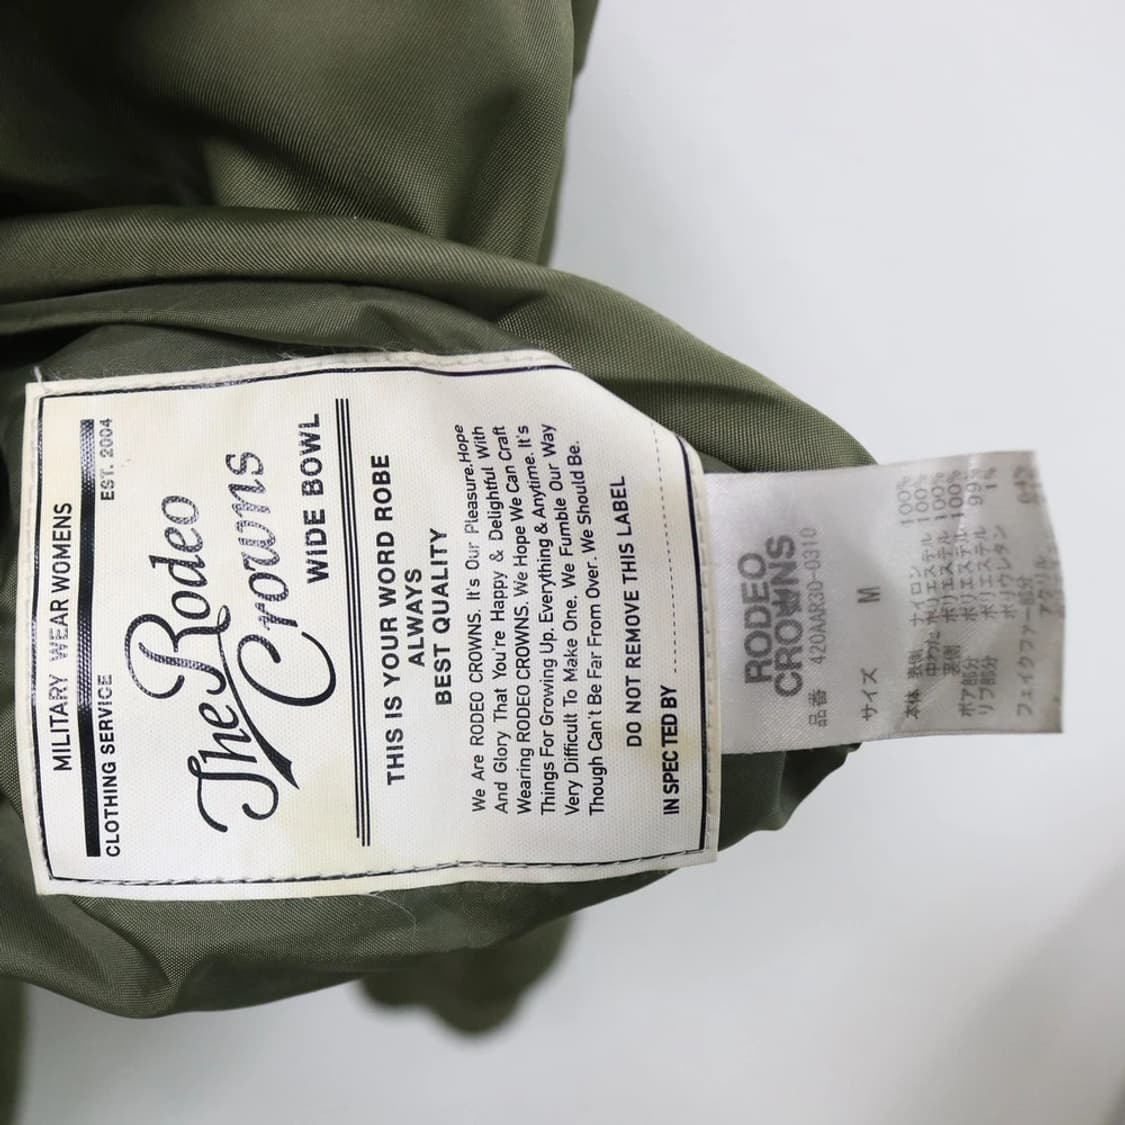 MILITARY WEAR WOMENS
CLOTHING SERVICE EST. 2004
The Rodeo
Crowns
WIDE BOWL
THIS IS YOUR WORD ROBE
ALWAYS
BEST QUALITY
We Are RODEO CROWNS. It's Our Pleasure.Hope
And Glory That You're Happy & Delightful With
Wearing RODEO CROWNS. We Hope We Can Craft
Things For Growing Up, Everything & Anytime. It's
Very Difficult To Make One, We Fumble Our Way
Though Can't Be Far From Over. We Should Be.
DO NOT REMOVE THIS LABEL
IN SPEC TED BY
RODEO
CROWNS
品番 420AAR30-0310
サイズ M
本体 表側 ナイロン 100%
中わた ポリエステル 100%
裏側 ポリエステル 100%
ボア部分 ポリエステル 100%
リブ部分 ポリエステル 99%
ポリウレタン 1%
フェイクファー部分